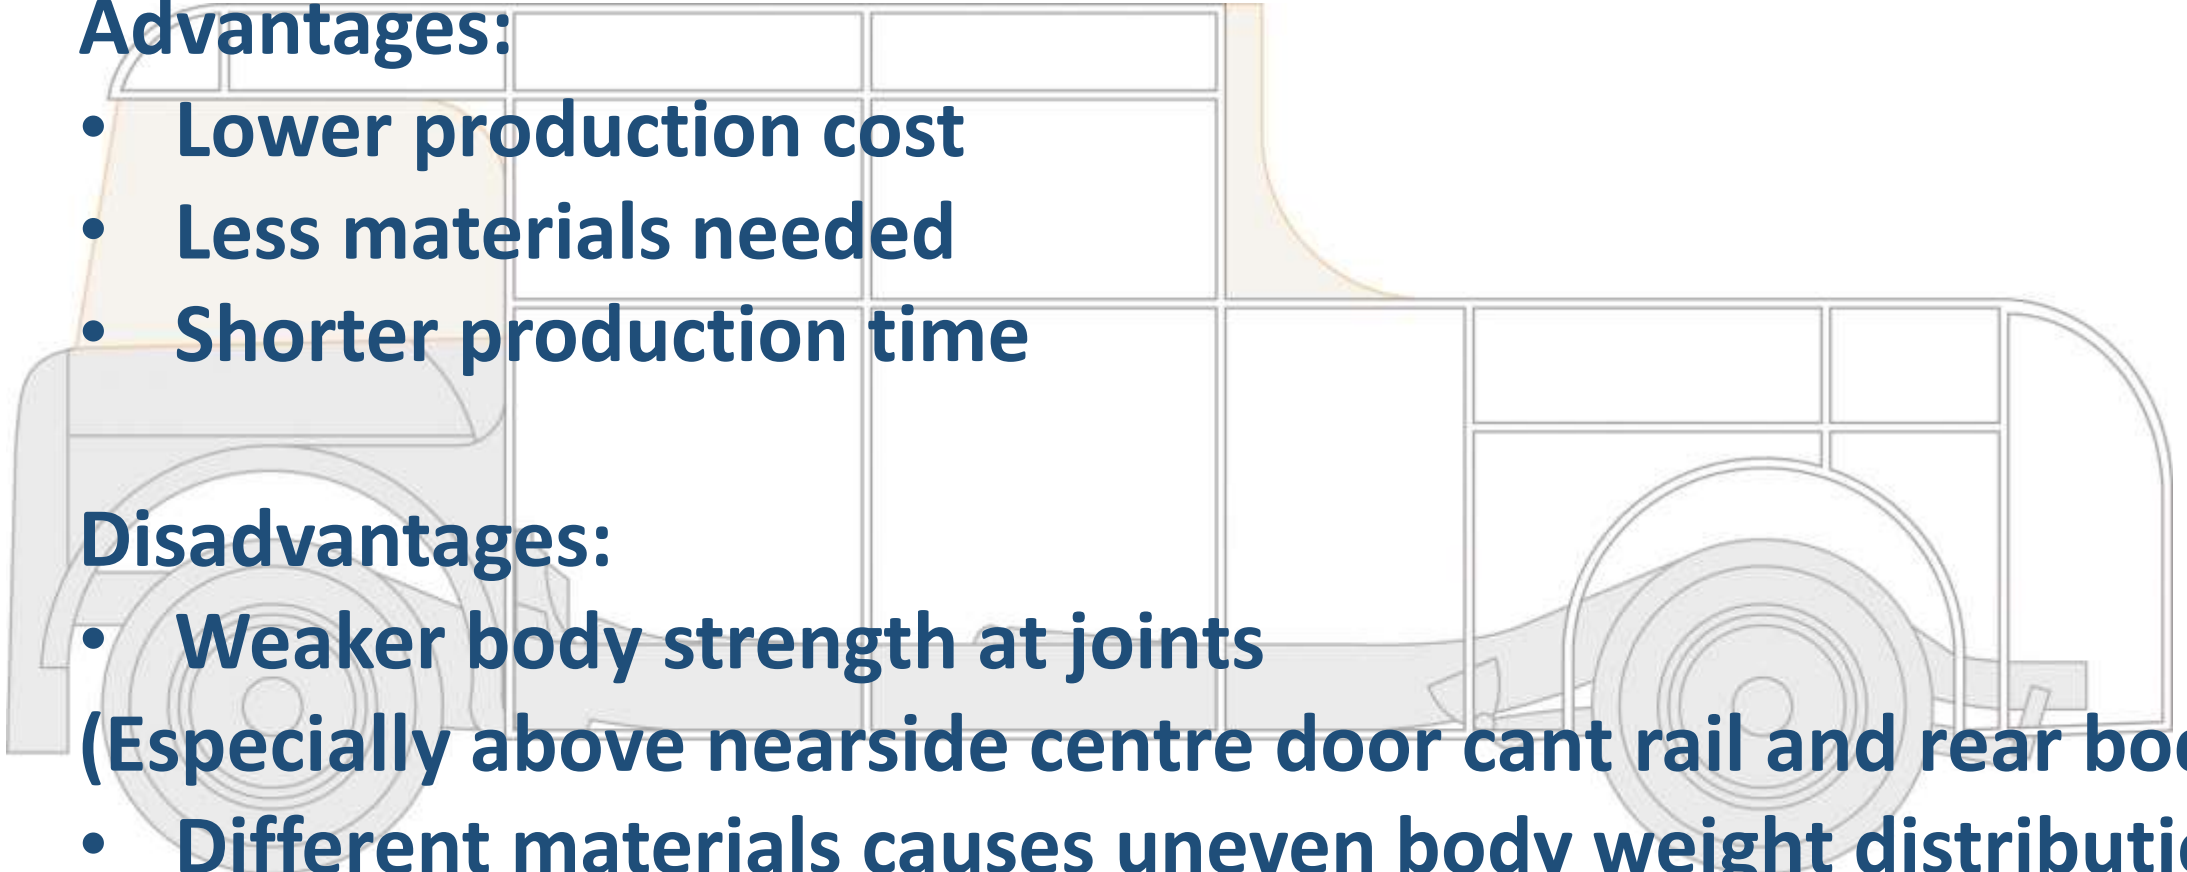 Advantages:
• Lower production cost
• Less materials needed
• Shorter production time
Disadvantages:
• Weaker body strength at joints
(Especially above nearside centre door cant rail and rear
• Different materials causes uneven body weight